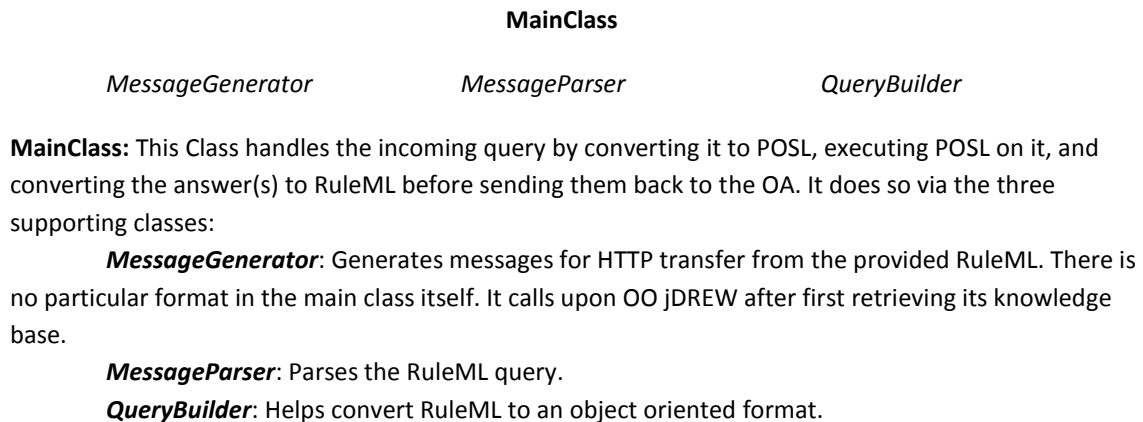 MainClass
MessageGenerator MessageParser QueryBuilder
MainClass: This Class handles the incoming query by converting it to POSL, executing POSL on it, and
converting the answer(s) to RuleML before sending them back to the OA. It does so via the three
supporting classes:
MessageGenerator: Generates messages for HTTP transfer from the provided RuleML. There is
no particular format in the main class itself. It calls upon OO jDREW after first retrieving its knowledge
base.
MessageParser: Parses the RuleML query.
QueryBuilder: Helps convert RuleML to an object oriented format.